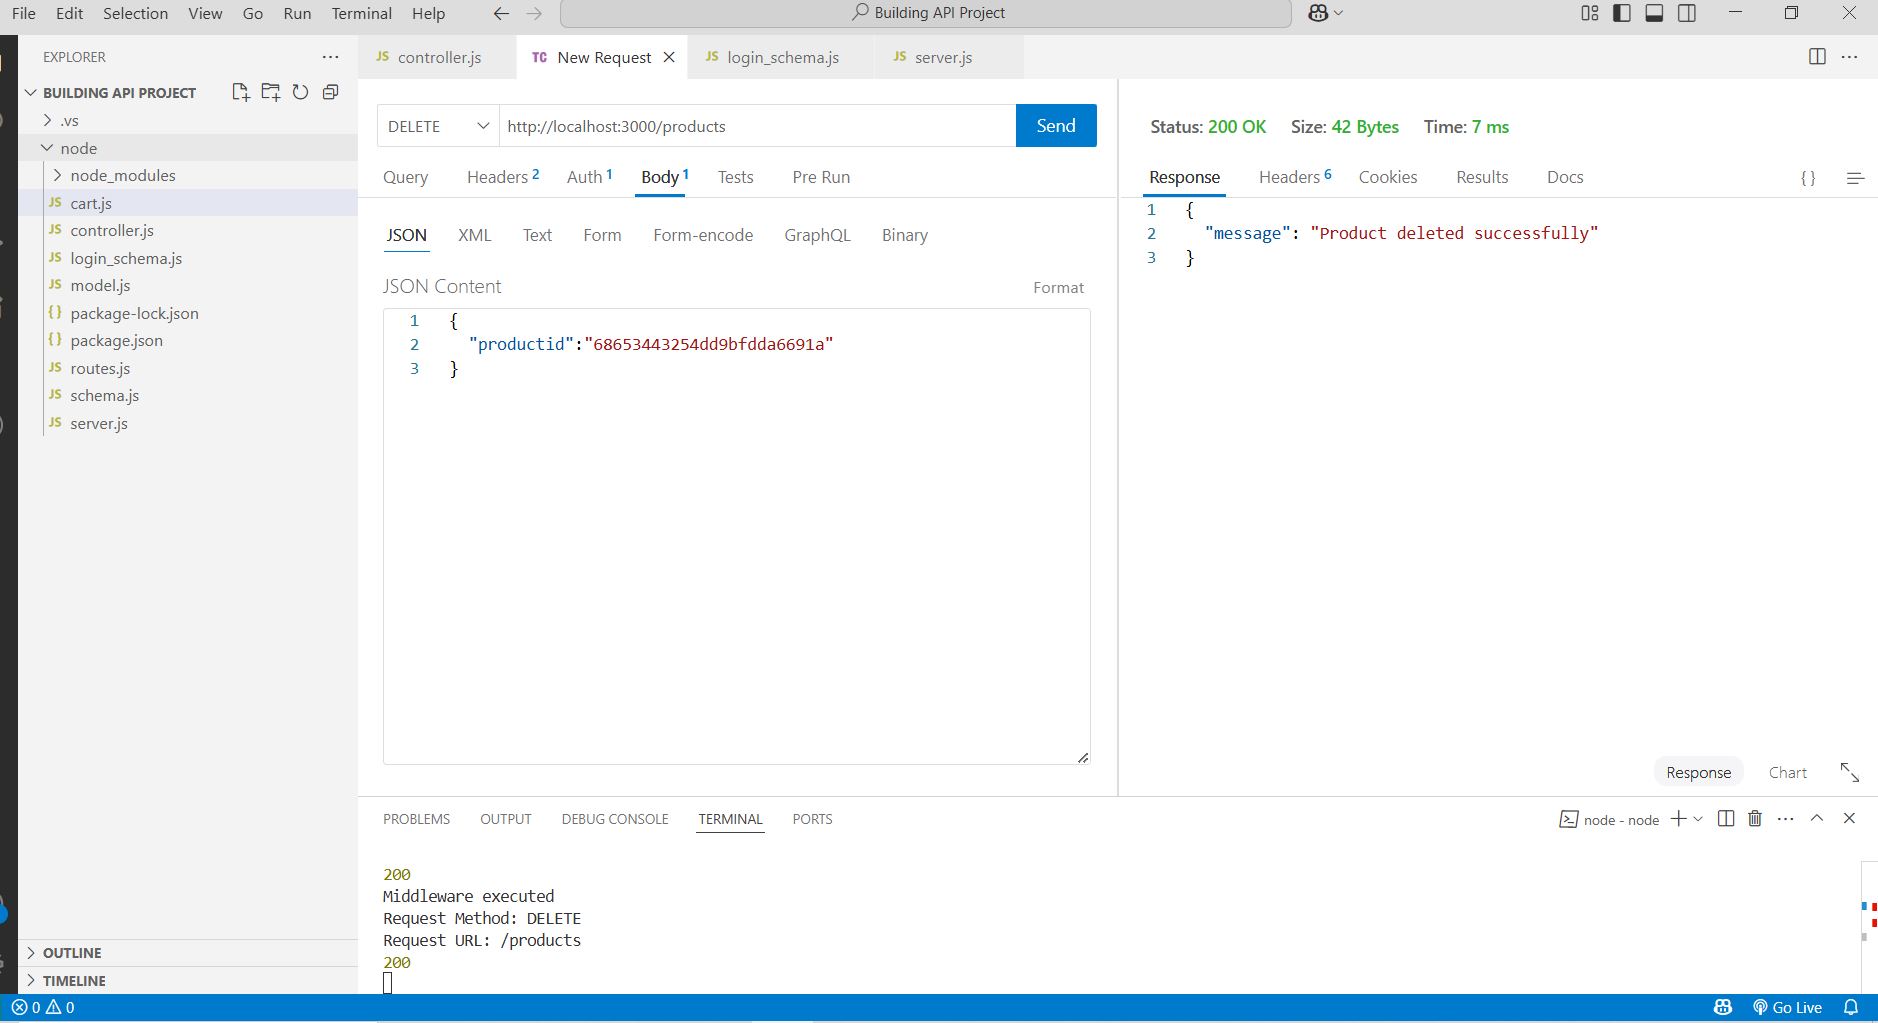 File Edit Selection View Go Run Terminal Help
Building API Project
EXPLORER
BUILDING API PROJECT
.vs
node
node_modules
JS cart.js
JS controller.js
JS login_schema.js
JS model.js
{} package-lock.json
{} package.json
JS routes.js
JS schema.js
JS server.js
OUTLINE
TIMELINE
JS controller.js
TC New Request
JS login_schema.js
JS server.js
DELETE http://localhost:3000/products Send
Query Headers 2 Auth 1 Body 1 Tests Pre Run
JSON XML Text Form Form-encode GraphQL Binary
JSON Content Format
1 {
2 "productid":"68653443254dd9bfdda6691a"
3 }
Status: 200 OK Size: 42 Bytes Time: 7 ms
Response Headers 6 Cookies Results Docs {}
1 {
2 "message": "Product deleted successfully"
3 }
Response Chart
PROBLEMS OUTPUT DEBUG CONSOLE TERMINAL PORTS
node - node
200
Middleware executed
Request Method: DELETE
Request URL: /products
200
0 0
Go Live